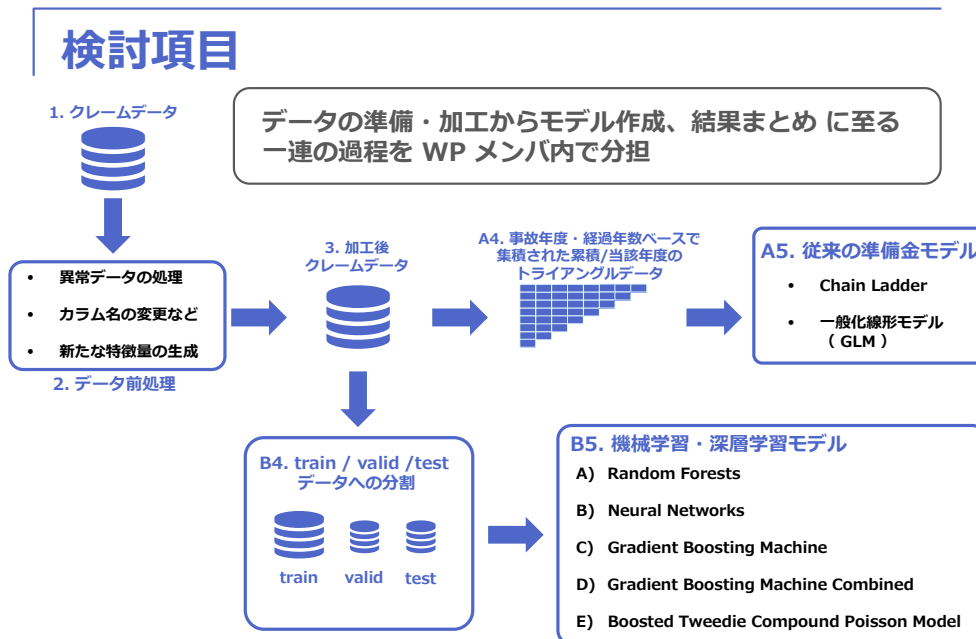 検討項目
1. クレームデータ
データの準備・加工からモデル作成、結果まとめ に至る
一連の過程を WP メンバ内で分担
• 異常データの処理
• カラム名の変更など
• 新たな特徴量の生成
2. データ前処理
3. 加工後
クレームデータ
A4. 事故年度・経過年数ベースで
集積された累積/当該年度の
トライアングルデータ
A5. 従来の準備金モデル
• Chain Ladder
• 一般化線形モデル
（ GLM ）
B4. train / valid /test
データへの分割
train valid test
B5. 機械学習・深層学習モデル
A) Random Forests
B) Neural Networks
C) Gradient Boosting Machine
D) Gradient Boosting Machine Combined
E) Boosted Tweedie Compound Poisson Model